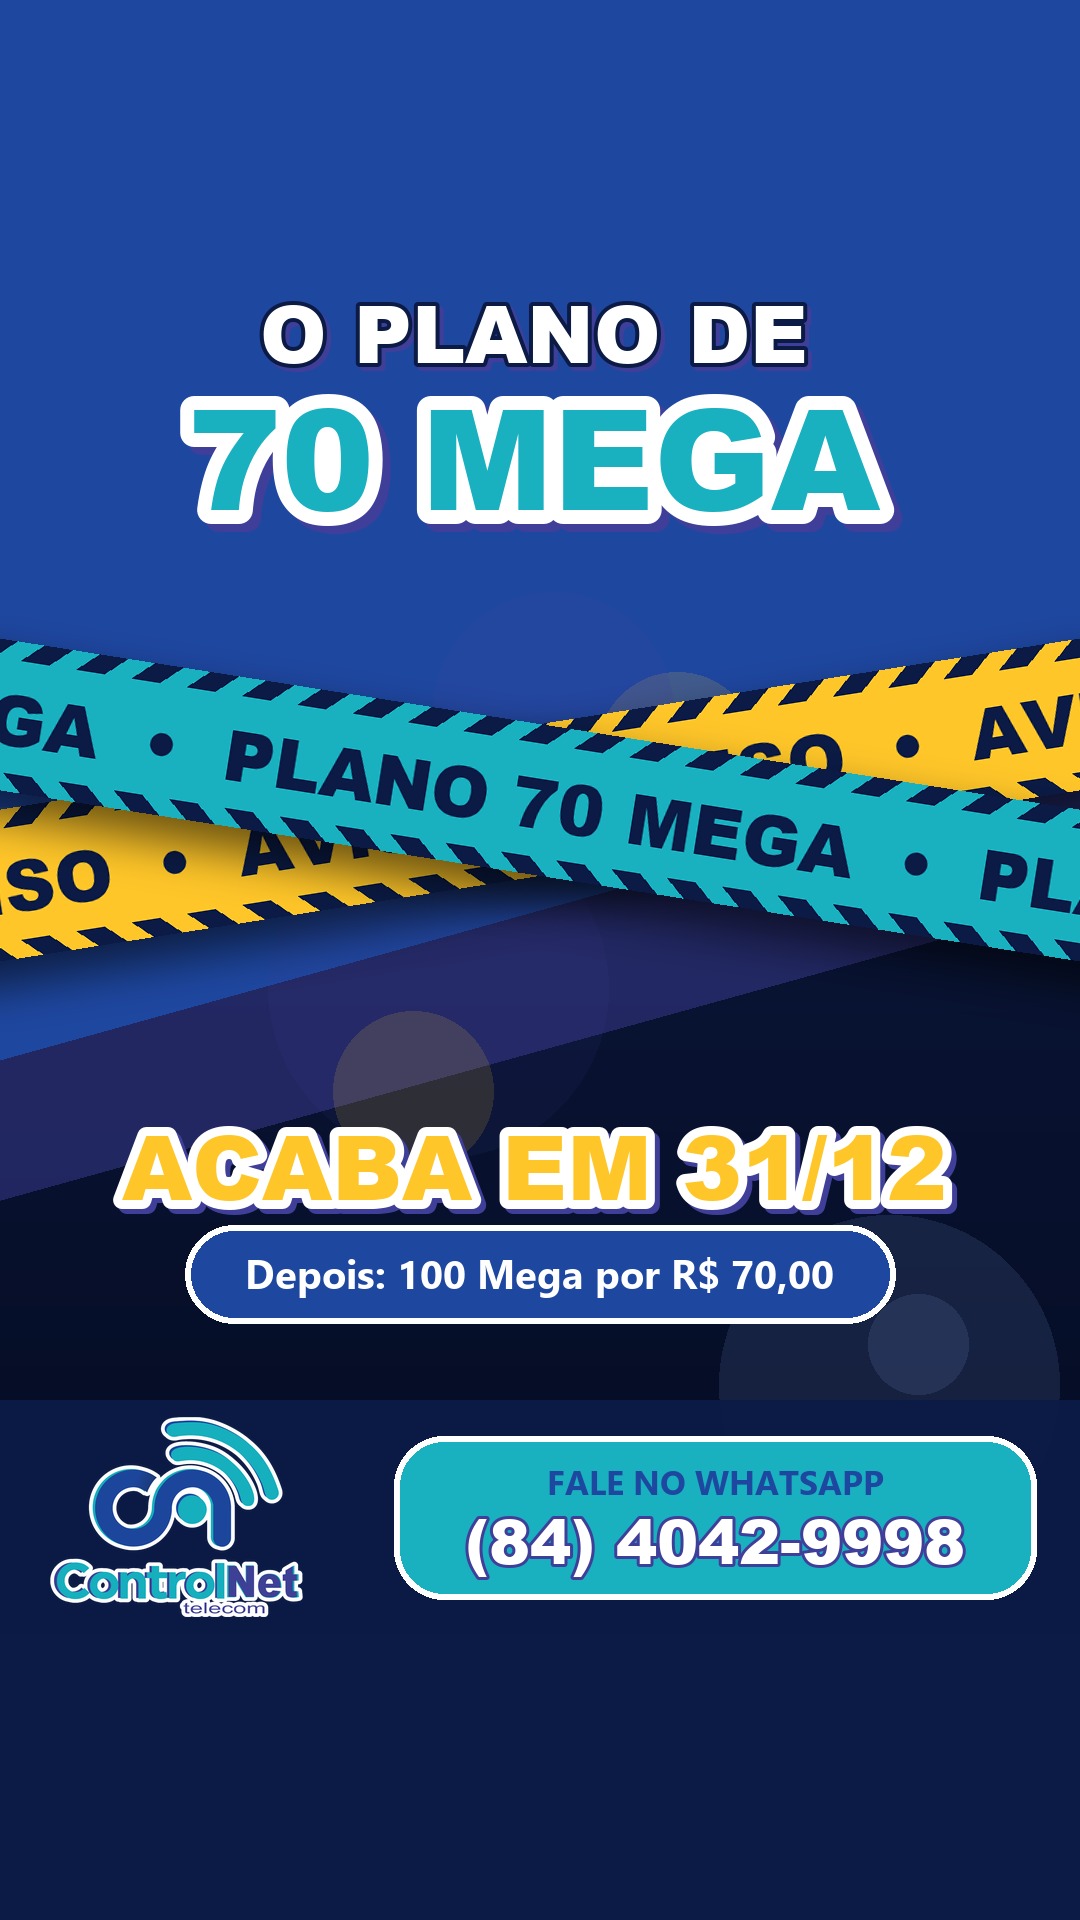 O PLANO DE
70 MEGA
GA • PLANO 70 MEGA • PL
SO • AV
ISO • AV
ACABA EM 31/12
Depois: 100 Mega por R$ 70,00
FALE NO WHATSAPP
(84) 4042-9998
ControlNet
telecom